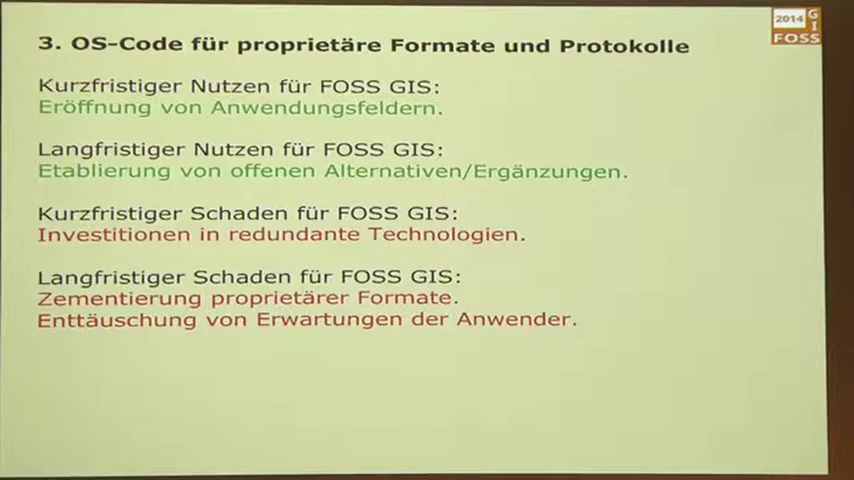 3. OS-Code für proprietäre Formate und Protokolle
2014 GIS
FOSS
Kurzfristiger Nutzen für FOSS GIS:
Eröffnung von Anwendungsfeldern.
Langfristiger Nutzen für FOSS GIS:
Etablierung von offenen Alternativen/Ergänzungen.
Kurzfristiger Schaden für FOSS GIS:
Investitionen in redundante Technologien.
Langfristiger Schaden für FOSS GIS:
Zementierung proprietärer Formate.
Enttäuschung von Erwartungen der Anwender.